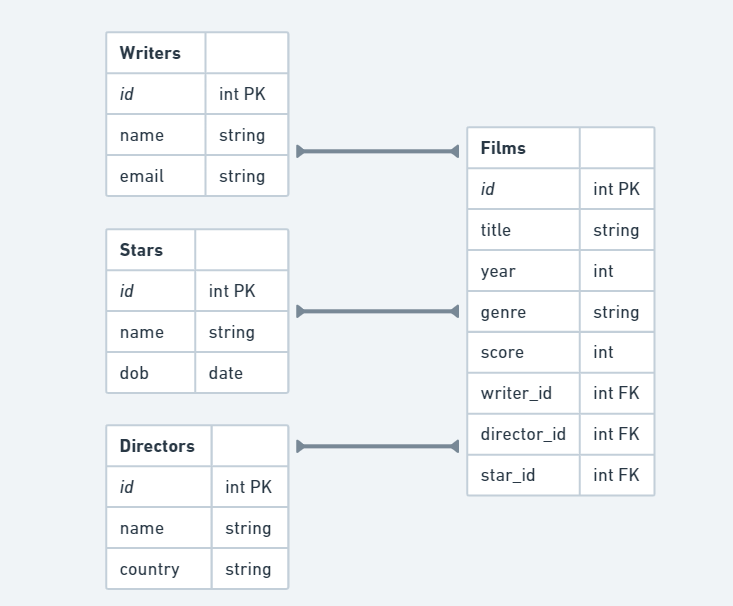 Writers
id int PK
name string
email string
Stars
id int PK
name string
dob date
Directors
id int PK
name string
country string
Films
id int PK
title string
year int
genre string
score int
writer_id int FK
director_id int FK
star_id int FK